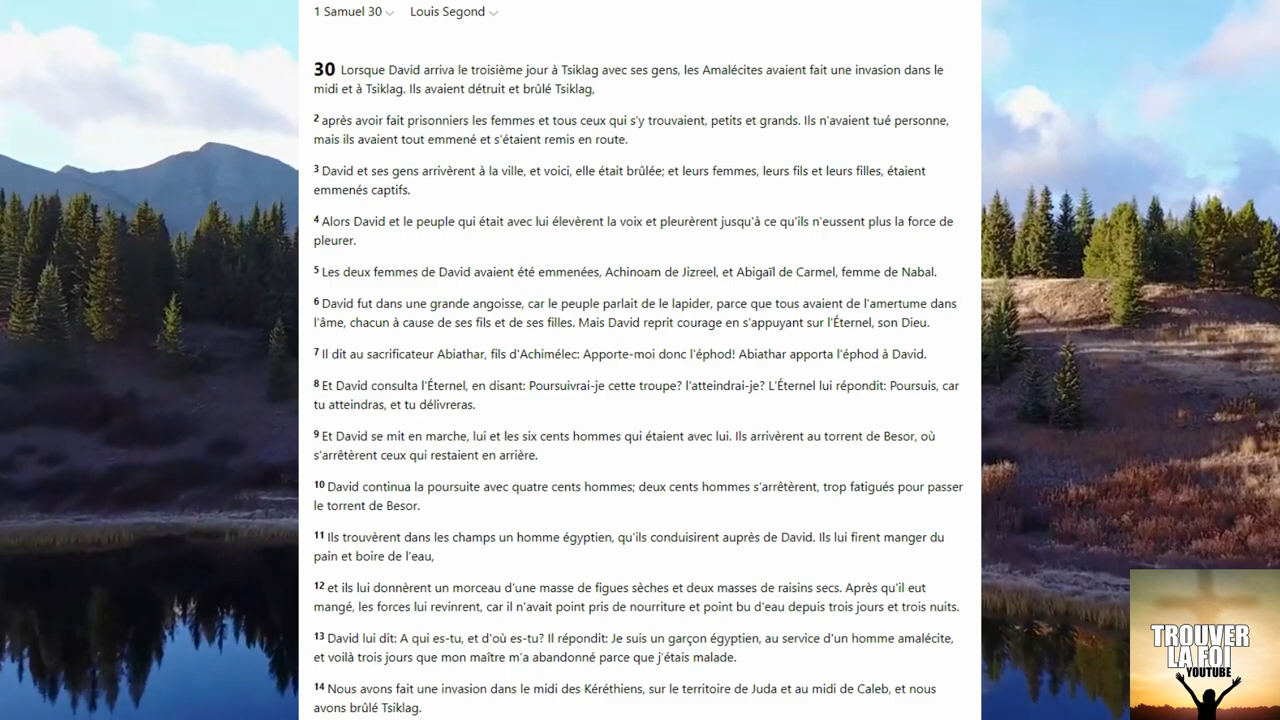 1 Samuel 30 Louis Segond
30 Lorsque David arriva le troisième jour à Tsiklag avec ses gens, les Amalécites avaient fait une invasion dans le
midi et à Tsiklag. Ils avaient détruit et brûlé Tsiklag,
2 après avoir fait prisonniers les femmes et tous ceux qui s'y trouvaient, petits et grands. Ils n'avaient tué personne,
mais ils avaient tout emmené et s'étaient remis en route.
3 David et ses gens arrivèrent à la ville, et voici, elle était brûlée; et leurs femmes, leurs fils et leurs filles, étaient
emmenés captifs.
4 Alors David et le peuple qui était avec lui élevèrent la voix et pleurèrent jusqu'à ce qu'ils n'eussent plus la force de
pleurer.
5 Les deux femmes de David avaient été emmenées, Achinoam de Jizreel, et Abigaïl de Carmel, femme de Nabal.
6 David fut dans une grande angoisse, car le peuple parlait de le lapider, parce que tous avaient de l'amertume dans
l'âme, chacun à cause de ses fils et de ses filles. Mais David reprit courage en s'appuyant sur l'Éternel, son Dieu.
7 Il dit au sacrificateur Abiathar, fils d'Achimélec: Apporte-moi donc l'éphod! Abiathar apporta l'éphod à David.
8 Et David consulta l'Éternel, en disant: Poursuivrai-je cette troupe? l'atteindrai-je? L'Éternel lui répondit: Poursuis, car
tu atteindras, et tu délivreras.
9 Et David se mit en marche, lui et les six cents hommes qui étaient avec lui. Ils arrivèrent au torrent de Besor, où
s'arrêtèrent ceux qui restaient en arrière.
10 David continua la poursuite avec quatre cents hommes; deux cents hommes s'arrêtèrent, trop fatigués pour passer
le torrent de Besor.
11 Ils trouvèrent dans les champs un homme égyptien, qu'ils conduisirent auprès de David. Ils lui firent manger du
pain et boire de l'eau,
12 et ils lui donnèrent un morceau d'une masse de figues sèches et deux masses de raisins secs. Après qu'il eut
mangé, les forces lui revinrent, car il n'avait point pris de nourriture et point bu d'eau depuis trois jours et trois nuits.
13 David lui dit: A qui es-tu, et d'où es-tu? Il répondit: Je suis un garçon égyptien, au service d'un homme amalécite,
et voilà trois jours que mon maître m'a abandonné parce que j'étais malade.
14 Nous avons fait une invasion dans le midi des Kéréthiens, sur le territoire de Juda et au midi de Caleb, et nous
avons brûlé Tsiklag.
TROUVER
LA FOI
YOUTUBE